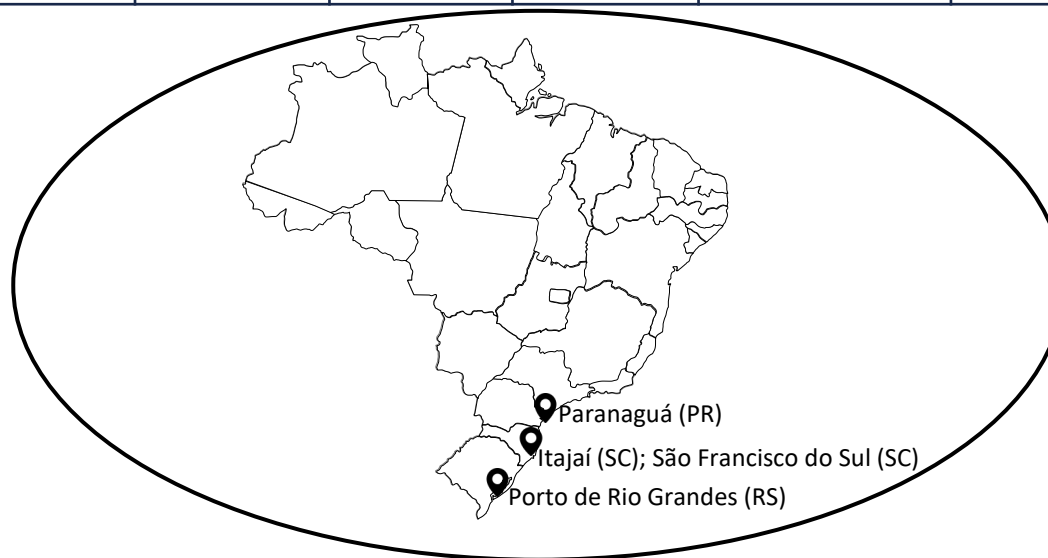 Paranaguá (PR)
Itajaí (SC); São Francisco do Sul (SC)
Porto de Rio Grandes (RS)